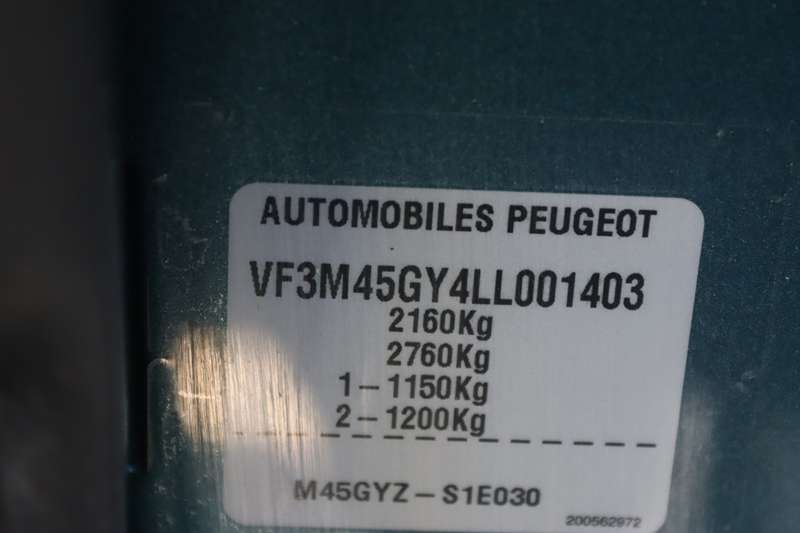 AUTOMOBILES PEUGEOT
VF3M45GY4LL001403
2160Kg
2760Kg
1-1150Kg
2-1200Kg
M45GYZ-S1E030
200562972